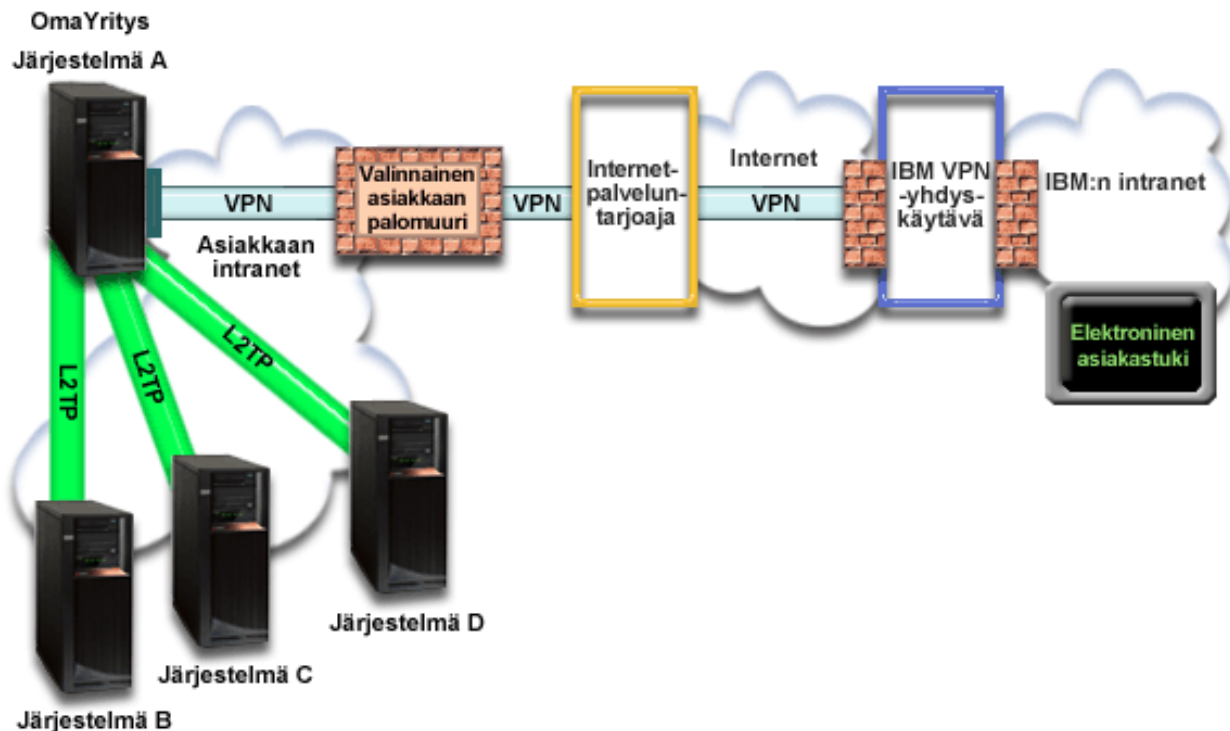 OmaYritys
Järjestelmä A
VPN
Asiakkaan
intranet
Valinnainen
asiakkaan
palomuuri
VPN
Internet-
palvelun-
tarjoaja
Internet
VPN
IBM VPN
-yhdys-
käytävä
IBM:n intranet
Elektroninen
asiakastuki
L2TP
L2TP
L2TP
Järjestelmä D
Järjestelmä C
Järjestelmä B